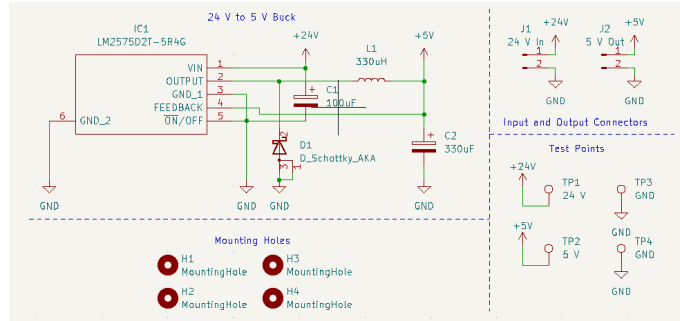 24 V to 5 V Buck
IC1
LM2575D2T-5R4G
+24V
+5V
L1
330uH
VIN 1
OUTPUT 2
GND_1 3
FEEDBACK 4
ON/OFF 5
6 GND_2
C1
100uF
C2
330uF
D1
D_Schottky_AKA
2
3
1
GND
GND
GND
GND
J1
24 V In
+24V
1
2
GND
J2
5 V Out
+5V
1
2
GND
Input and Output Connectors
Test Points
+24V
TP1
24 V
TP3
GND
GND
+5V
TP2
5 V
TP4
GND
GND
Mounting Holes
H1
MountingHole
H3
MountingHole
H2
MountingHole
H4
MountingHole